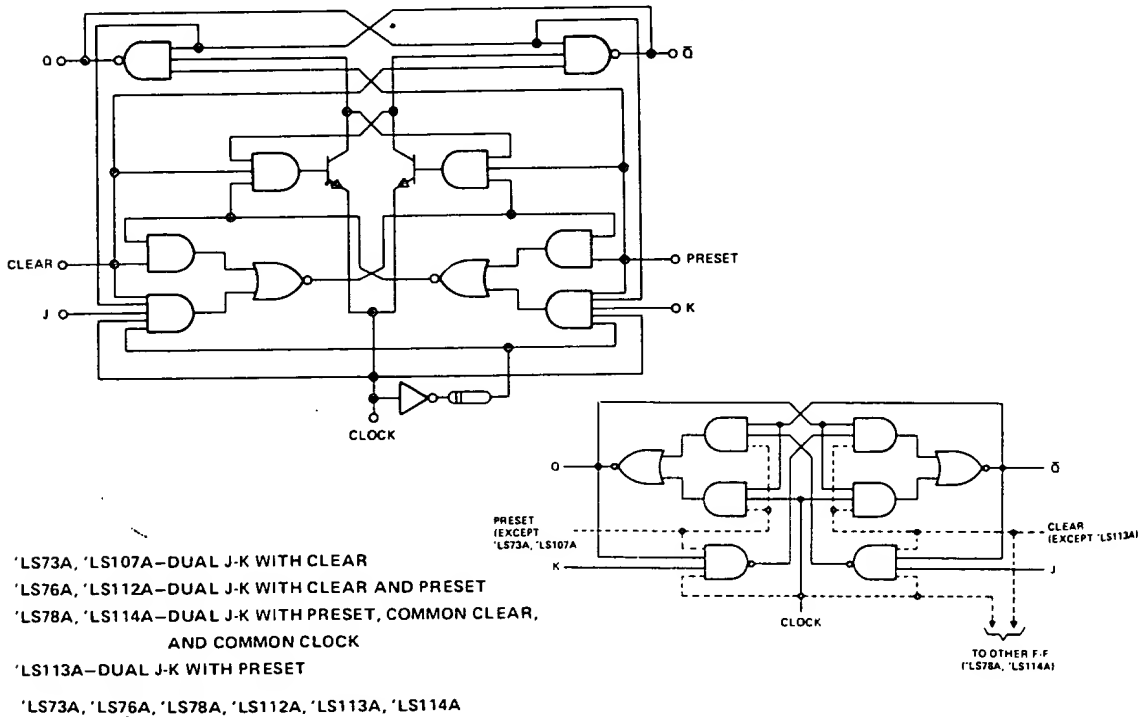 Q
Q̄
CLEAR
PRESET
J
K
CLOCK
Q
Q̄
PRESET
(EXCEPT
'LS73A, 'LS107A
CLEAR
(EXCEPT 'LS113A)
K
J
CLOCK
TO OTHER F-F
('LS78A, 'LS114A)
'LS73A, 'LS107A–DUAL J-K WITH CLEAR
'LS76A, 'LS112A–DUAL J-K WITH CLEAR AND PRESET
'LS78A, 'LS114A–DUAL J-K WITH PRESET, COMMON CLEAR,
AND COMMON CLOCK
'LS113A–DUAL J-K WITH PRESET
'LS73A, 'LS76A, 'LS78A, 'LS112A, 'LS113A, 'LS114A